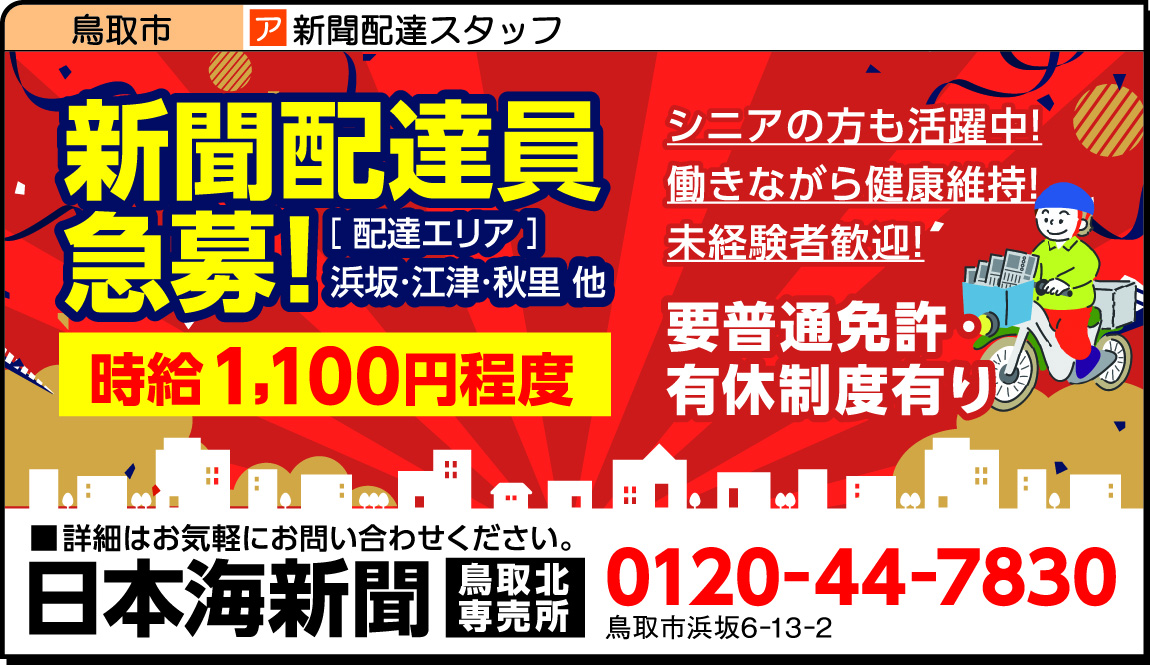 鳥取市
ア 新聞配達スタッフ
新聞配達員
急募!
[ 配達エリア ]
浜坂・江津・秋里 他
時給1,100円程度
シニアの方も活躍中!
働きながら健康維持!
未経験者歓迎!
要普通免許・
有休制度有り
■詳細はお気軽にお問い合わせください。
日本海新聞
鳥取北
専売所
0120-44-7830
鳥取市浜坂6-13-2